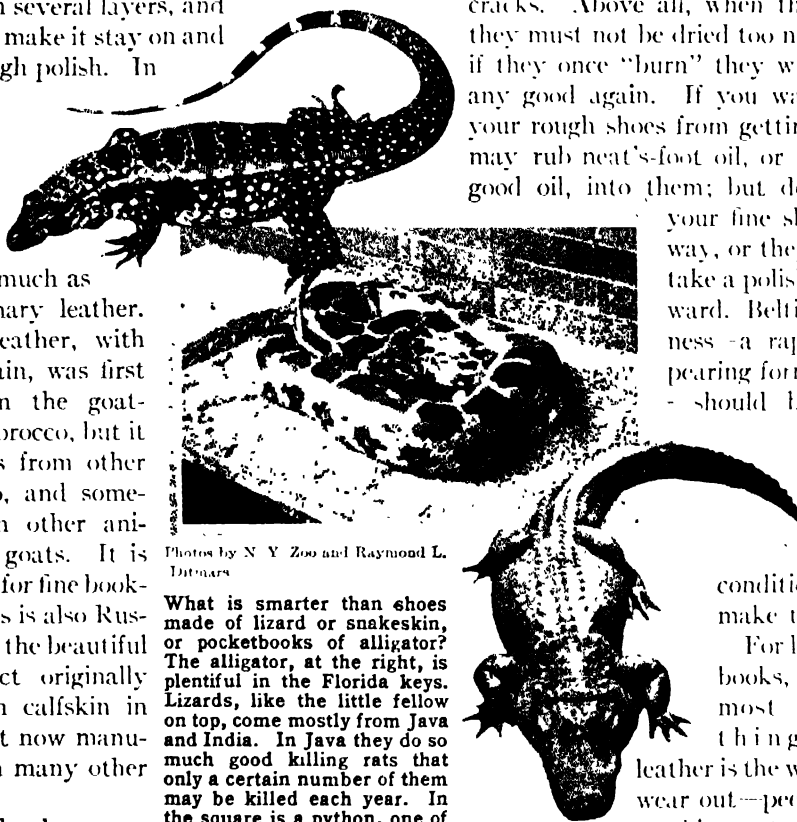 n several layers, and
make it stay on and
gh polish. In
much as
nary leather.
eather, with
ain, was first
n the goat-
orocco, but it
s from other
o, and some-
n other ani-
goats. It is
for fine book-
s is also Rus-
the beautiful
ct originally
n calfskin in
t now manu-
n many other
Photos by N Y Zoo and Raymond L.
Ditmars
What is smarter than shoes
made of lizard or snakeskin,
or pocketbooks of alligator?
The alligator, at the right, is
plentiful in the Florida keys.
Lizards, like the little fellow
on top, come mostly from Java
and India. In Java they do so
much good killing rats that
only a certain number of them
may be killed each year. In
the square is a python, one of
cracks. Above all, when th
they must not be dried too n
if they once "burn" they w
any good again. If you wa
your rough shoes from gettin
may rub neat's-foot oil, or
good oil, into them; but do
your fine sh
way, or the
take a polis
ward. Belti
ness - a rap
pearing for
- should b
conditi
make t
For b
books,
most
thing
leather is the w
wear out—pec